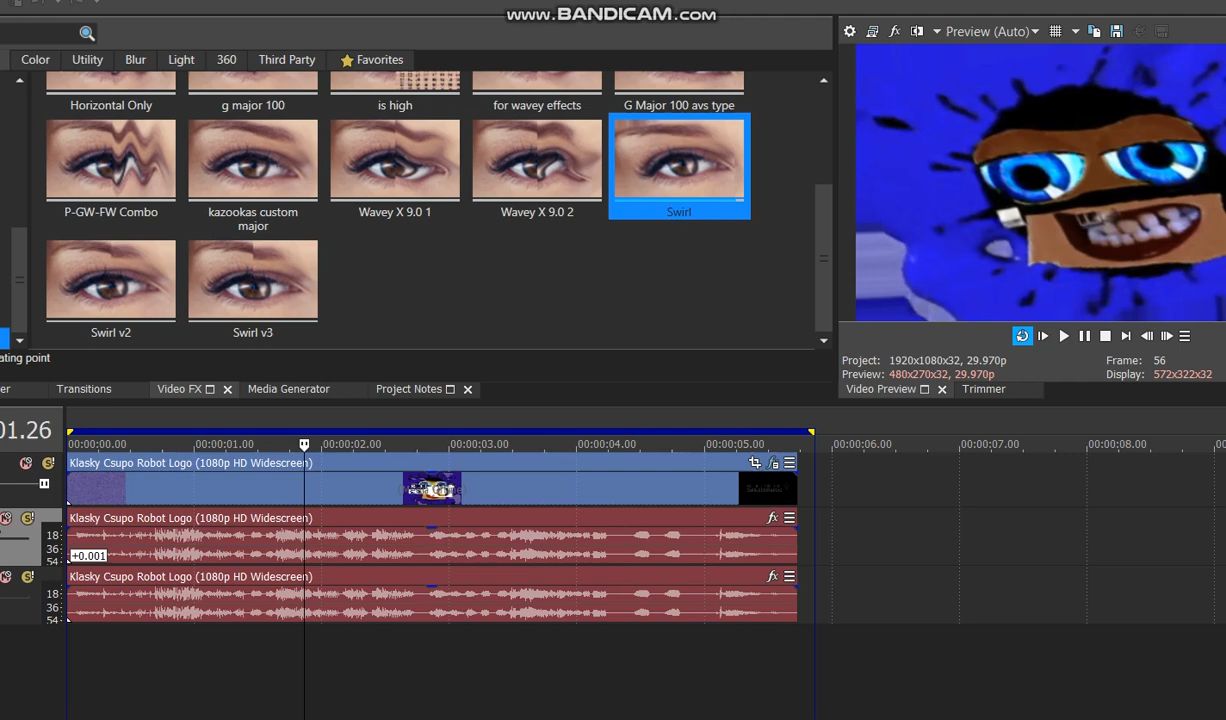 www.BANDICAM.com
Preview (Auto)
Color Utility Blur Light 360 Third Party Favorites
Horizontal Only g major 100 is high for wavey effects G Major 100 avs type
P-GW-FW Combo kazookas custom major Wavey X 9.0 1 Wavey X 9.0 2 Swirl
Swirl v2 Swirl v3
ating point
Project: 1920x1080x32, 29.970p Frame: 56
Preview: 480x270x32, 29.970p Display: 572x322x32
er Transitions Video FX Media Generator Project Notes Video Preview Trimmer
01.26
00:00:00.00 00:00:01.00 00:00:02.00 00:00:03.00 00:00:04.00 00:00:05.00 00:00:06.00 00:00:07.00 00:00:08.00 00
Klasky Csupo Robot Logo (1080p HD Widescreen)
Klasky Csupo Robot Logo (1080p HD Widescreen)
18
36
54
+0.001
Klasky Csupo Robot Logo (1080p HD Widescreen)
18
36
54